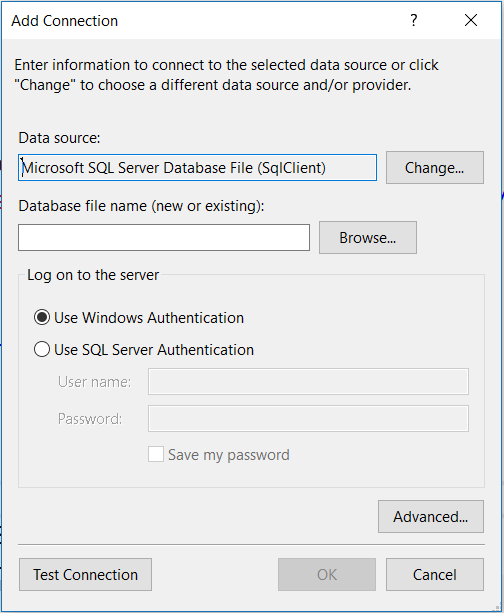 Add Connection
?
Enter information to connect to the selected data source or click
"Change" to choose a different data source and/or provider.
Data source:
Microsoft SQL Server Database File (SqlClient)
Change...
Database file name (new or existing):
Browse...
Log on to the server
Use Windows Authentication
Use SQL Server Authentication
User name:
Password:
Save my password
Advanced...
Test Connection
OK
Cancel